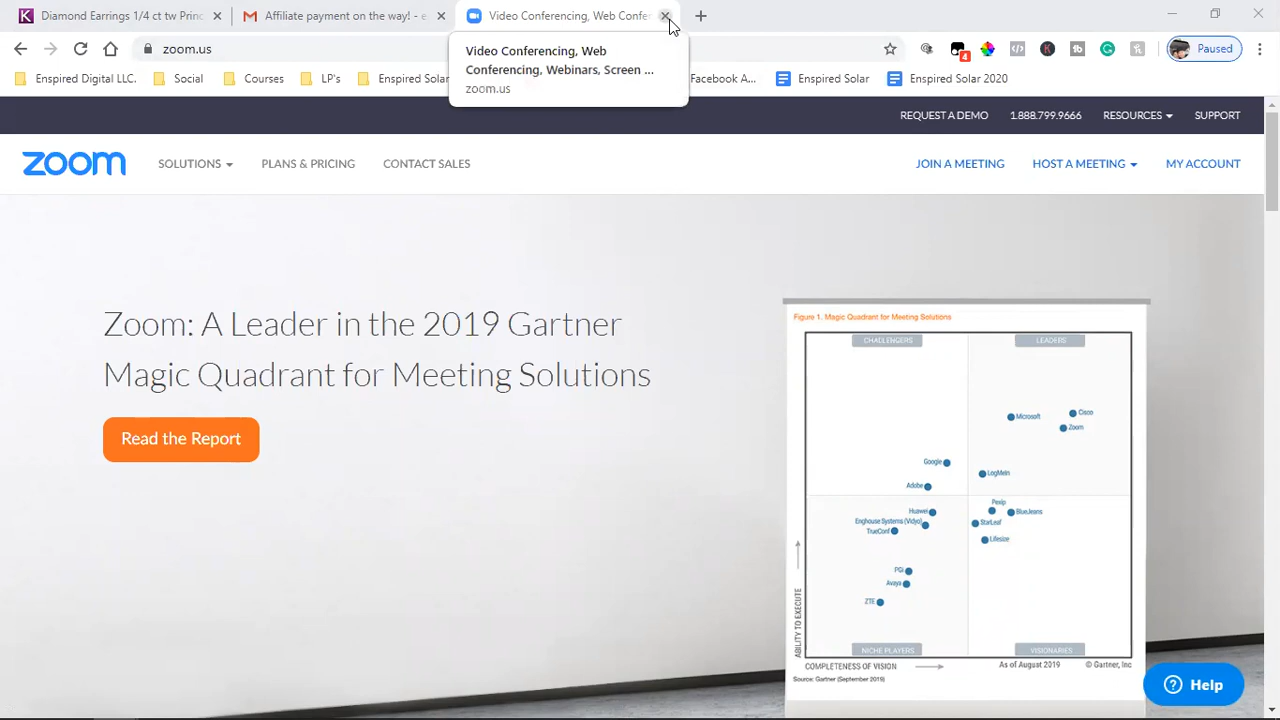 Diamond Earrings 1/4 ct tw Princ
Affiliate payment on the way! - e
Video Conferencing, Web Confer
zoom.us
Paused
4
Video Conferencing, Web
Conferencing, Webinars, Screen ...
zoom.us
Enspired Digital LLC.
Social
Courses
LP's
Enspired Solar
Facebook A...
Enspired Solar
Enspired Solar 2020
REQUEST A DEMO
1.888.799.9666
RESOURCES
SUPPORT
zoom
SOLUTIONS
PLANS & PRICING
CONTACT SALES
JOIN A MEETING
HOST A MEETING
MY ACCOUNT
Zoom: A Leader in the 2019 Gartner
Magic Quadrant for Meeting Solutions
Read the Report
Figure 1. Magic Quadrant for Meeting Solutions
CHALLENGERS
LEADERS
Microsoft
Cisco
Zoom
Google
LogMeIn
Adobe
Pexip
Huawei
BlueJeans
Enghouse Systems (Vidyo)
StarLeaf
TrueConf
Lifesize
PGi
Avaya
ZTE
ABILITY TO EXECUTE
NICHE PLAYERS
VISIONARIES
COMPLETENESS OF VISION
As of August 2019
© Gartner, Inc
Source: Gartner (September 2019)
Help